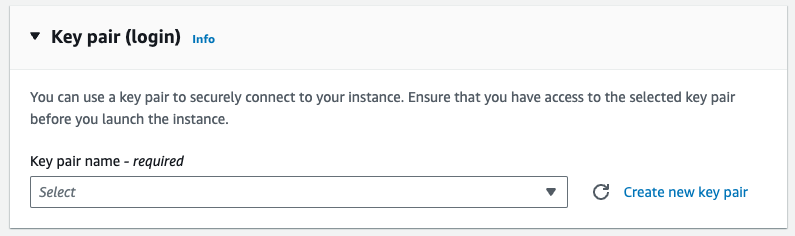 Key pair (login) Info
You can use a key pair to securely connect to your instance. Ensure that you have access to the selected key pair
before you launch the instance.
Key pair name - required
Select
Create new key pair